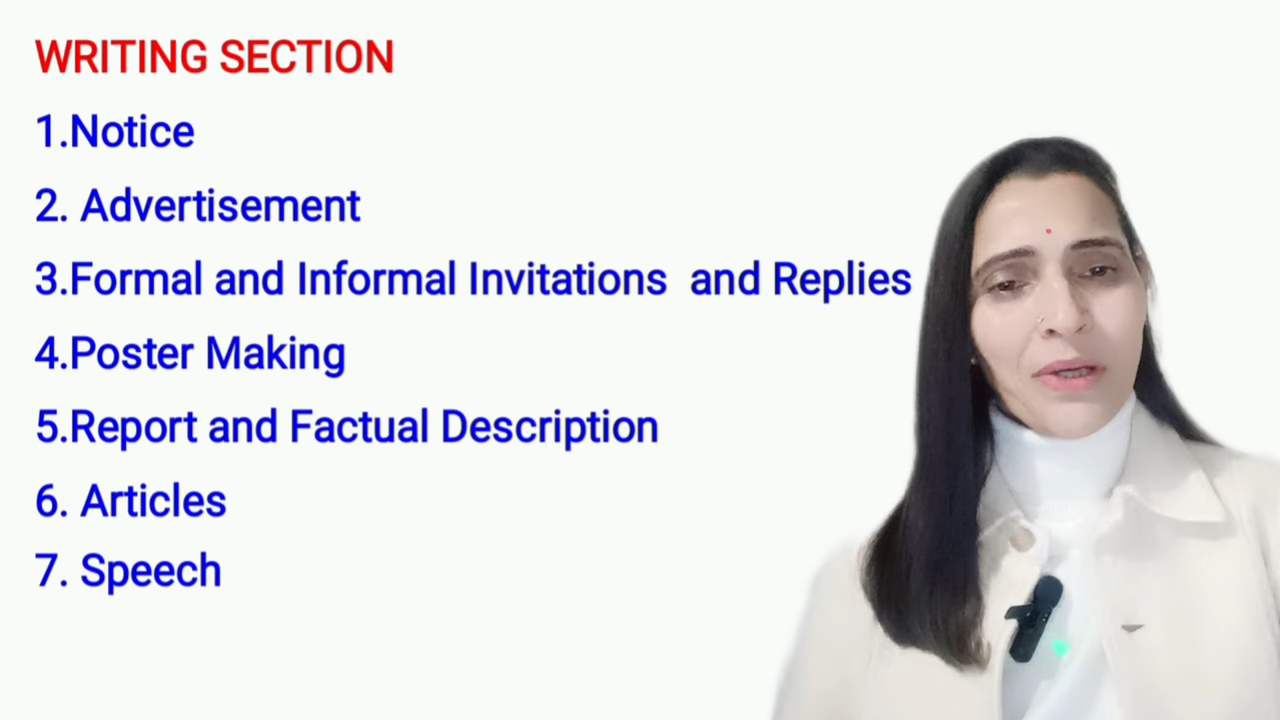 WRITING SECTION
1.Notice
2. Advertisement
3.Formal and Informal Invitations and Replies
4.Poster Making
5.Report and Factual Description
6. Articles
7. Speech